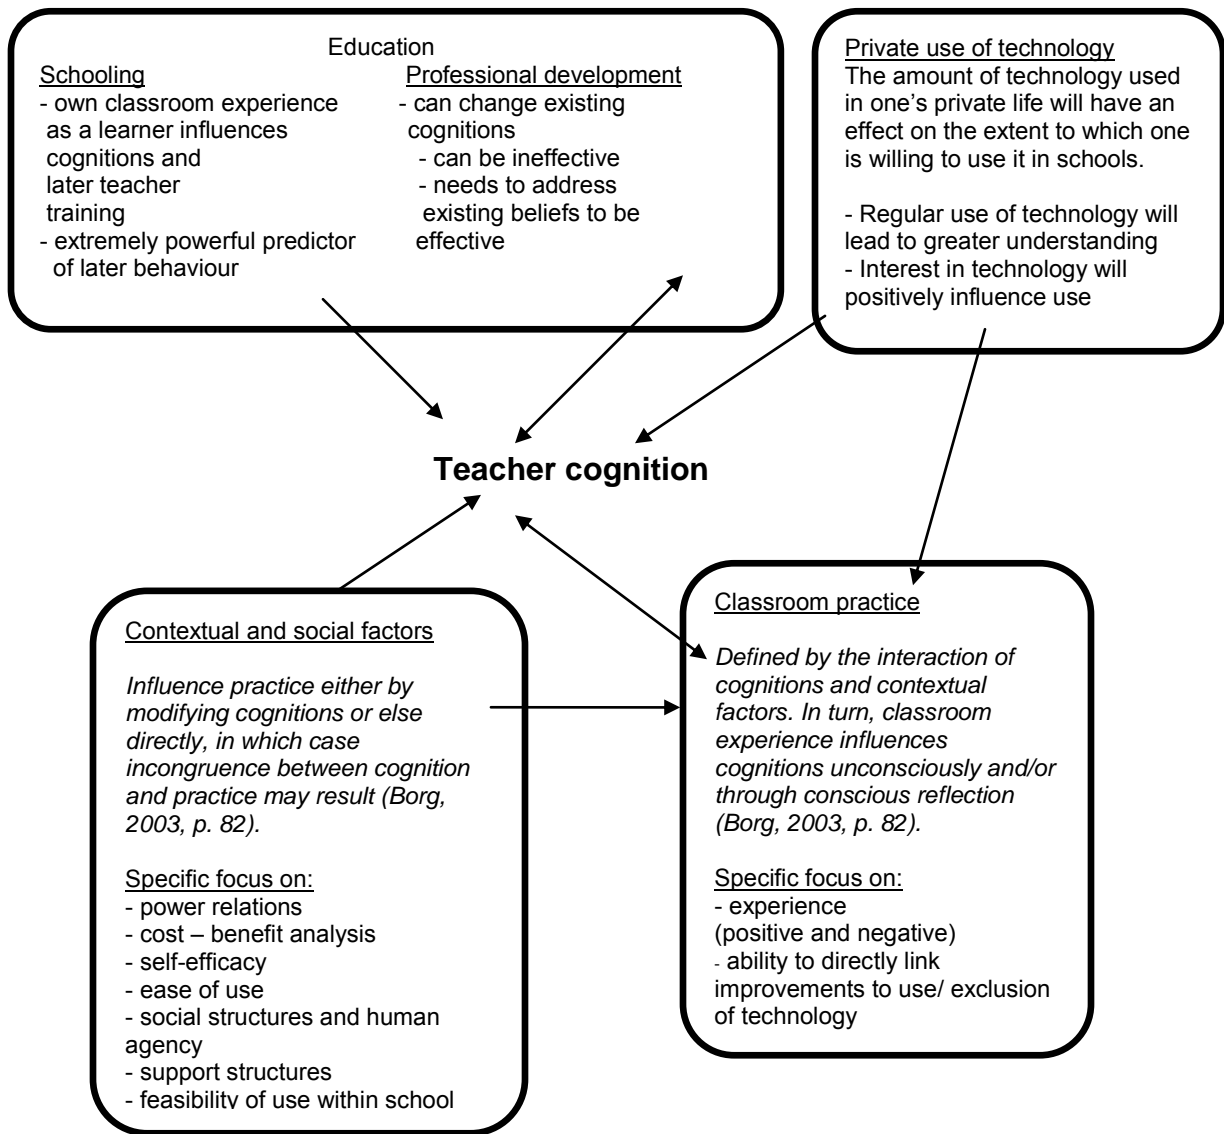 Education
Schooling
- own classroom experience
as a learner influences
cognitions and
later teacher
training
- extremely powerful predictor
of later behaviour
Professional development
- can change existing
cognitions
- can be ineffective
- needs to address
existing beliefs to be
effective
Private use of technology
The amount of technology used
in one’s private life will have an
effect on the extent to which one
is willing to use it in schools.
- Regular use of technology will
lead to greater understanding
- Interest in technology will
positively influence use
Teacher cognition
Contextual and social factors
Influence practice either by
modifying cognitions or else
directly, in which case
incongruence between cognition
and practice may result (Borg,
2003, p. 82).
Specific focus on:
- power relations
- cost – benefit analysis
- self-efficacy
- ease of use
- social structures and human
agency
- support structures
- feasibility of use within school
Classroom practice
Defined by the interaction of
cognitions and contextual
factors. In turn, classroom
experience influences
cognitions unconsciously and/or
through conscious reflection
(Borg, 2003, p. 82).
Specific focus on:
- experience
(positive and negative)
- ability to directly link
improvements to use/ exclusion
of technology